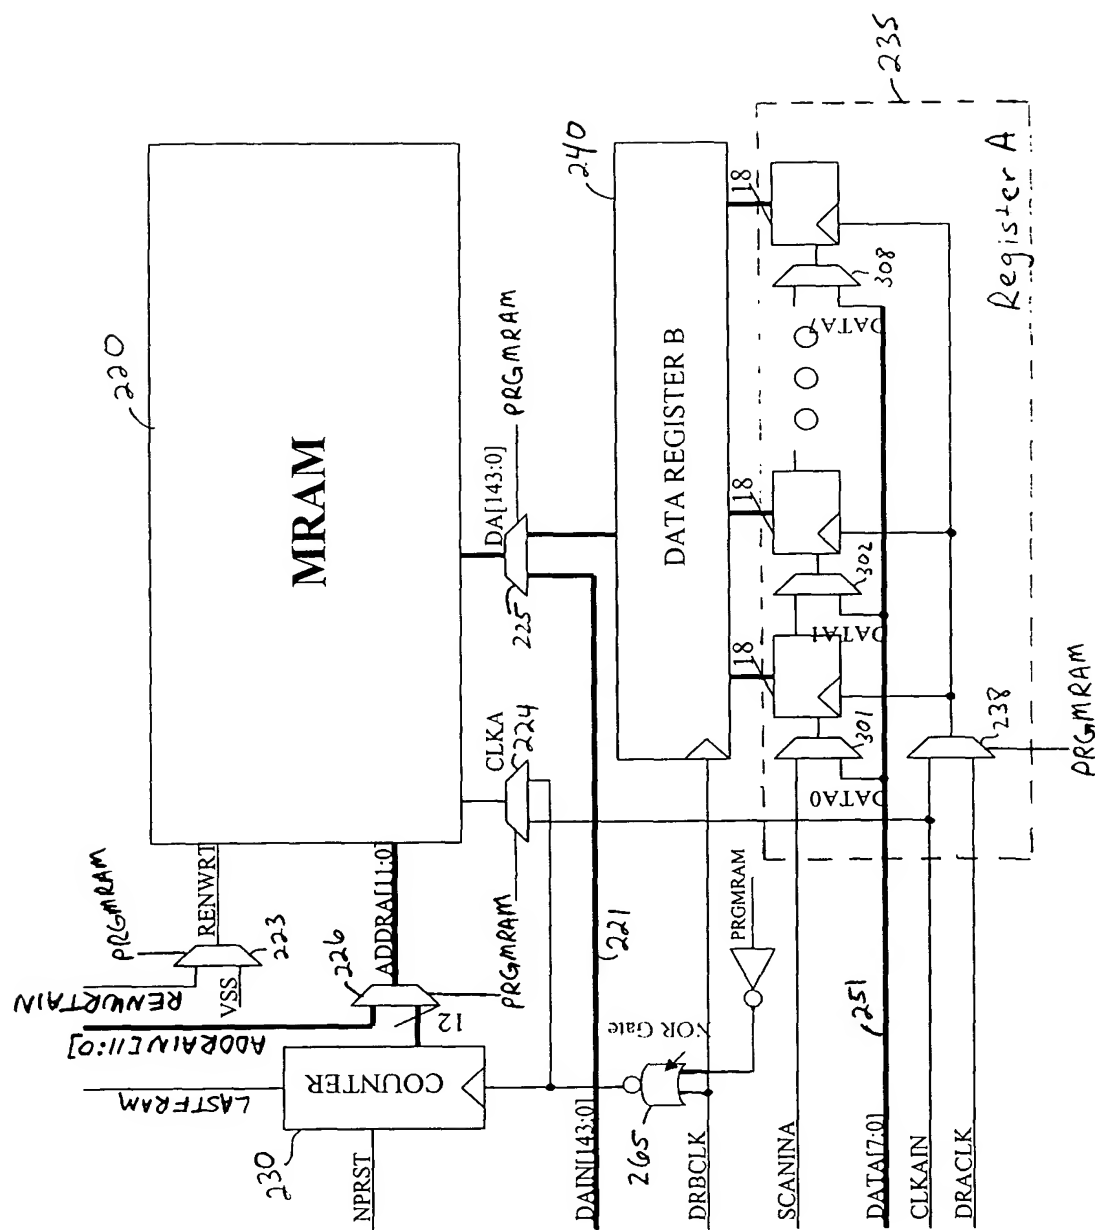 220
MRAM
PRGMRAM
RENWRT
223
RENWRTAIN
VSS
ADDRA[11:0]
226
PRGMRAM
ADDRAIN[11:0]
12
LASTFRAM
COUNTER
230
NPRST
CLKA
224
PRGMRAM
DA[143:0]
PRGMRAM
225
DAIN[143:0]
221
240
DATA REGISTER B
NOR Gate
265
PRGMRAM
DRBCLK
18
18
18
235
Register A
SCANINA
301
302
308
DATA0
DATA1
DATA7
DATA[7:0]
251
CLKAIN
DRACLK
238
PRGMRAM